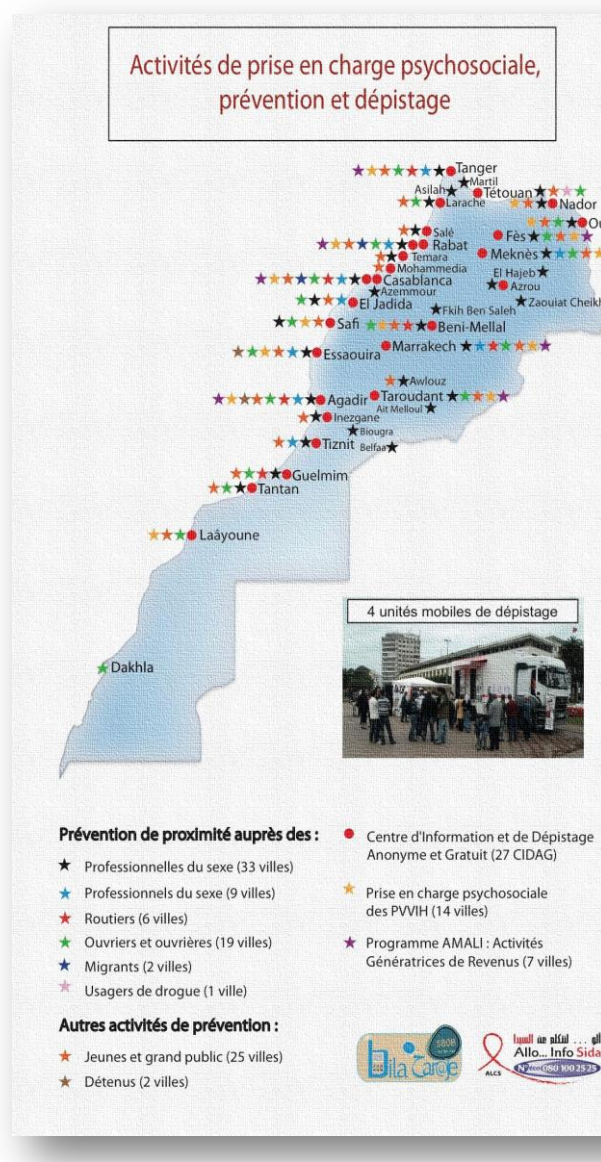 Activités de prise en charge psychosociale,
prévention et dépistage
Tanger
Martil
Asilah
Tétouan
Larache
Nador
Salé
Rabat
Fès
Temara
Meknès
Mohammedia
El Hajeb
Casablanca
Azrou
Azemmour
El Jadida
Zaouiat Cheikh
Fkih Ben Saleh
Safi
Beni-Mellal
Marrakech
Essaouira
Awlouz
Agadir
Taroudant
Ait Melloul
Inezgane
Biougra
Tiznit
Belfaa
Guelmim
Tantan
Laâyoune
4 unités mobiles de dépistage
Dakhla
Prévention de proximité auprès des :
Professionnelles du sexe (33 villes)
Professionnels du sexe (9 villes)
Routiers (6 villes)
Ouvriers et ouvrières (19 villes)
Migrants (2 villes)
Usagers de drogue (1 ville)
Autres activités de prévention :
Jeunes et grand public (25 villes)
Détenus (2 villes)
Centre d'Information et de Dépistage
Anonyme et Gratuit (27 CIDAG)
Prise en charge psychosociale
des PVVIH (14 villes)
Programme AMALI : Activités
Génératrices de Revenus (7 villes)
Allo... Info Sida
ALCS
080 100 25 25